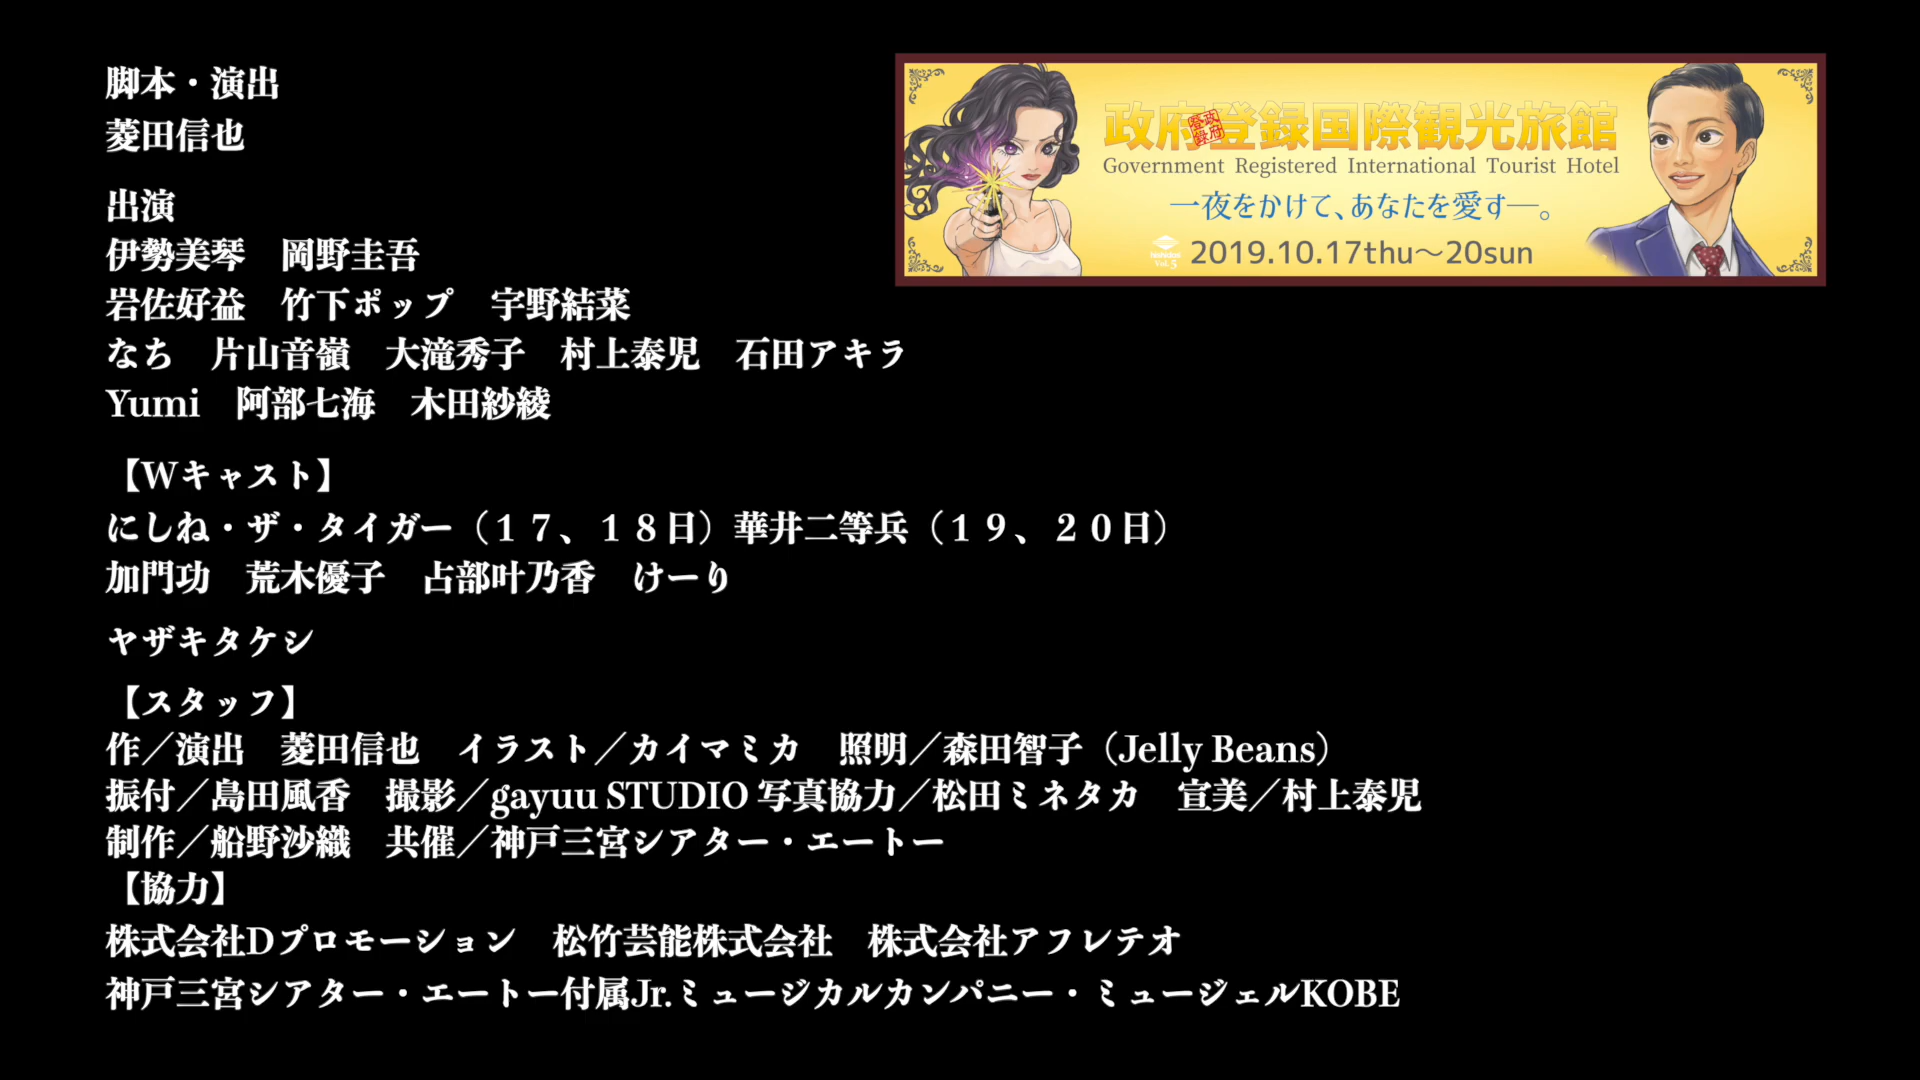 脚本・演出
菱田信也
出演
伊勢美琴　岡野圭吾
岩佐好益　竹下ポップ　宇野結菜
なち　片山音嶺　大滝秀子　村上泰児　石田アキラ
Yumi　阿部七海　木田紗綾
【Wキャスト】
にしね・ザ・タイガー（１７、１８日）華井二等兵（１９、２０日）
加門功　荒木優子　占部叶乃香　けーり
ヤザキタケシ
【スタッフ】
作／演出　菱田信也　イラスト／カイマミカ　照明／森田智子（Jelly Beans）
振付／島田風香　撮影／gayuu STUDIO 写真協力／松田ミネタカ　宣美／村上泰児
制作／船野沙織　共催／神戸三宮シアター・エートー
【協力】
株式会社Dプロモーション　松竹芸能株式会社　株式会社アフレテオ
神戸三宮シアター・エートー付属Jr.ミュージカルカンパニー・ミュージェルKOBE
政府登録国際観光旅館
政府登録
Government Registered International Tourist Hotel
一夜をかけて、あなたを愛す―。
Vol.5
2019.10.17thu～20sun